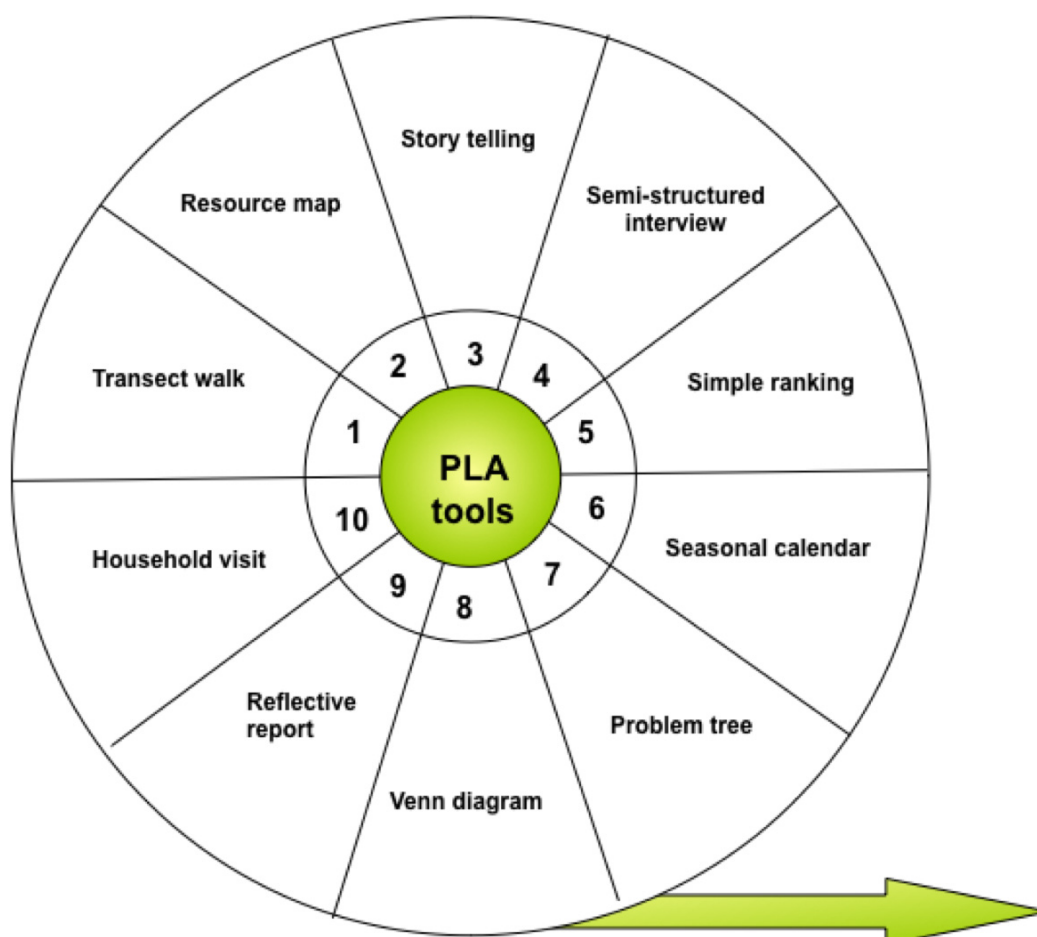 Story telling
Resource map
Semi-structured
interview
Transect walk
Simple ranking
Household visit
Seasonal calendar
Reflective
report
Problem tree
Venn diagram
1
2
3
4
5
6
7
8
9
10
PLA
tools